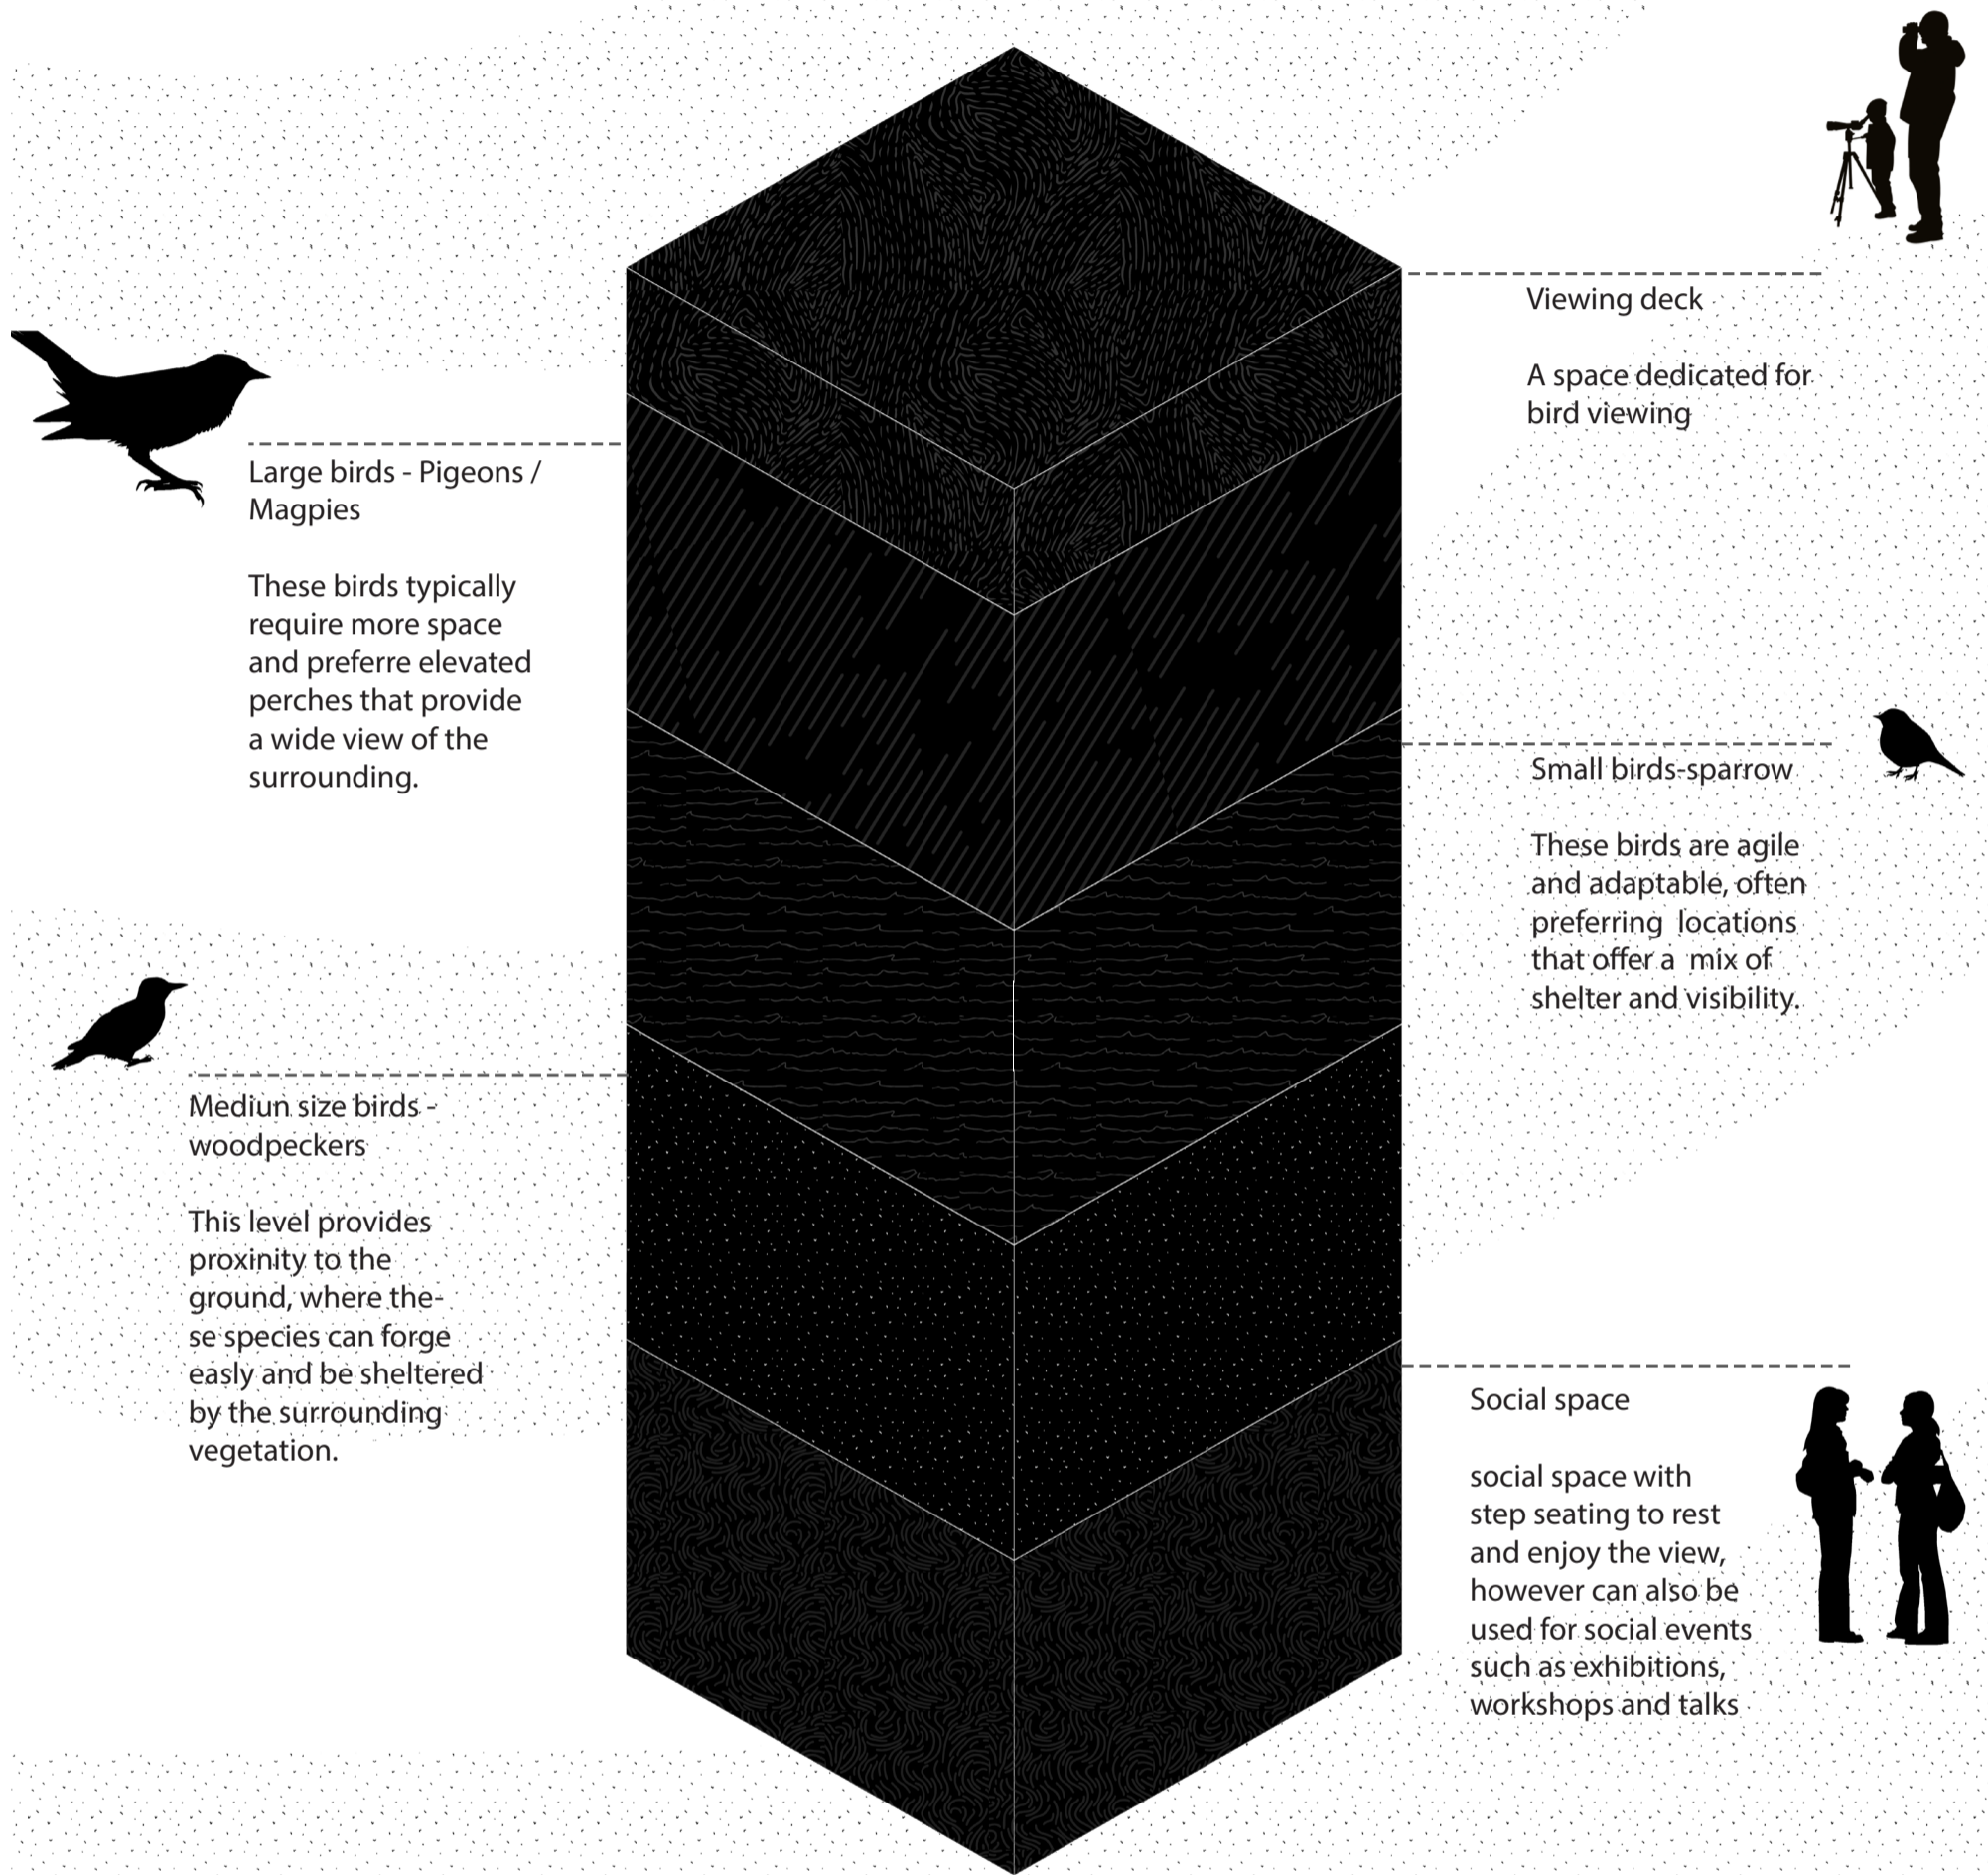 Viewing deck
A space dedicated for
bird viewing
Large birds - Pigeons /
Magpies
These birds typically
require more space
and preferre elevated
perches that provide
a wide view of the
surrounding.
Small birds-sparrow
These birds are agile
and adaptable, often
preferring  locations
that offer a  mix of
shelter and visibility.
Mediun size birds -
woodpeckers
This level provides
proxinity to the
ground, where the-
se species can forge
easly and be sheltered
by the surrounding
vegetation.
Social space
social space with
step seating to rest
and enjoy the view,
however can also be
used for social events
such as exhibitions,
workshops and talks